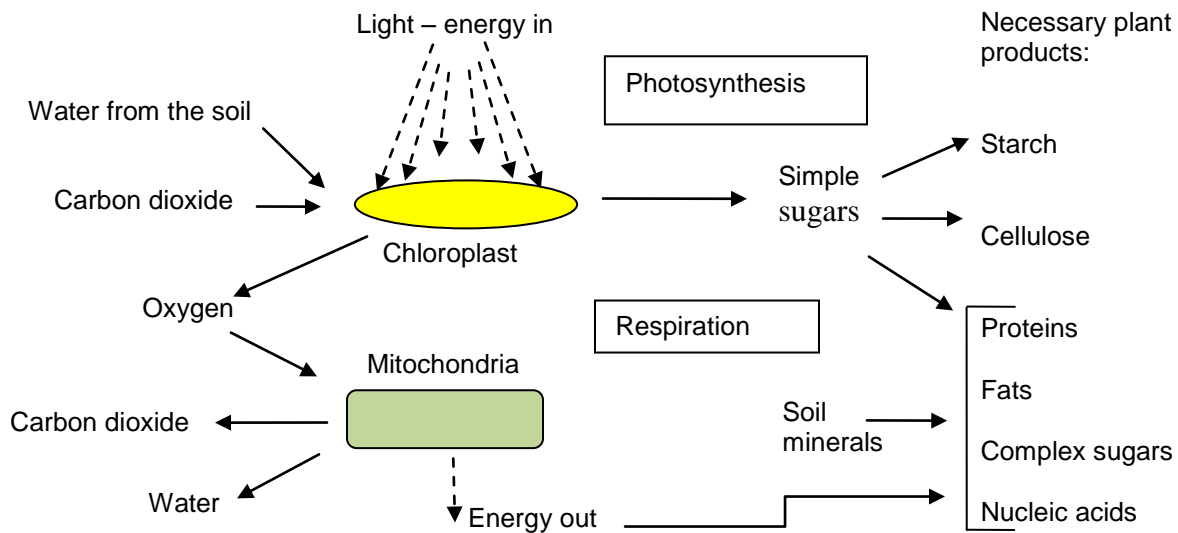 Light – energy in
Necessary plant
products:
Photosynthesis
Water from the soil
Starch
Simple
sugars
Carbon dioxide
Cellulose
Chloroplast
Oxygen
Respiration
Proteins
Mitochondria
Fats
Carbon dioxide
Soil
minerals
Complex sugars
Water
Energy out
Nucleic acids